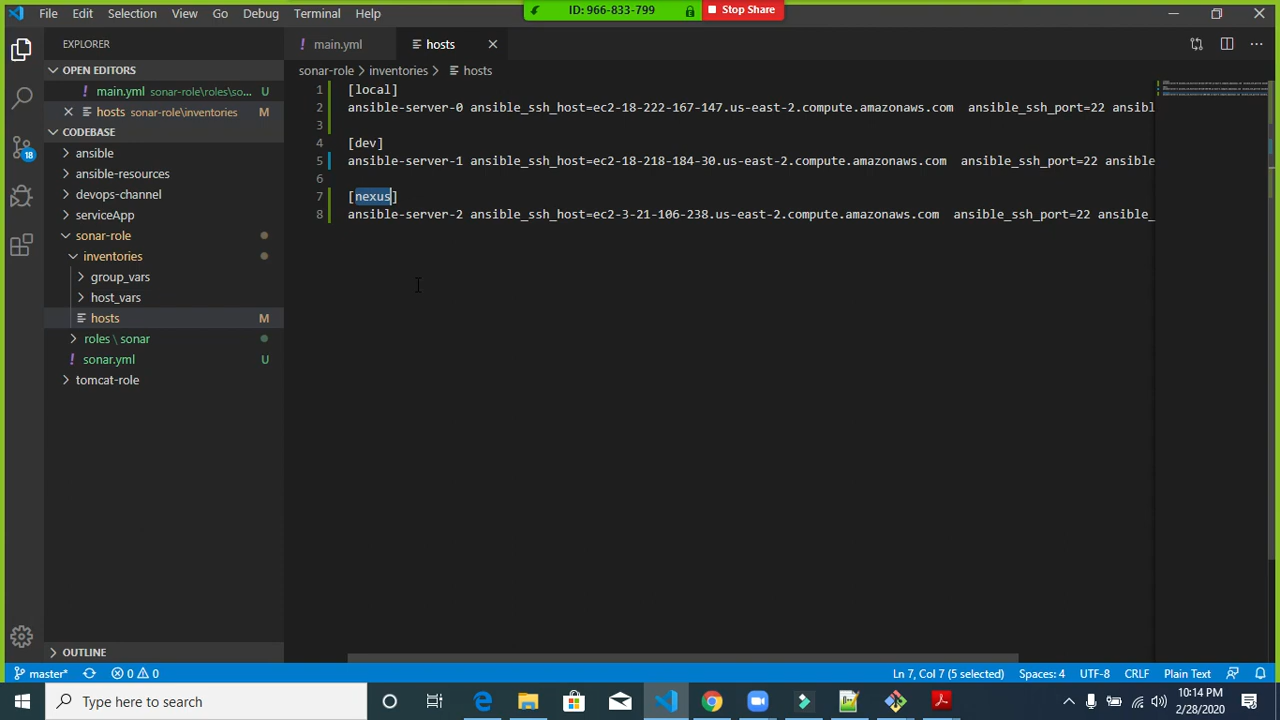 File Edit Selection View Go Debug Terminal Help
ID: 966-833-799 Stop Share
EXPLORER
main.yml
hosts
OPEN EDITORS
main.yml sonar-role\roles\so... U
hosts sonar-role\inventories M
CODEBASE
ansible
ansible-resources
devops-channel
serviceApp
sonar-role
inventories
group_vars
host_vars
hosts M
roles \ sonar
sonar.yml U
tomcat-role
OUTLINE
18
sonar-role > inventories > hosts
1 [local]
2 ansible-server-0 ansible_ssh_host=ec2-18-222-167-147.us-east-2.compute.amazonaws.com ansible_ssh_port=22 ansibl
3
4 [dev]
5 ansible-server-1 ansible_ssh_host=ec2-18-218-184-30.us-east-2.compute.amazonaws.com ansible_ssh_port=22 ansible
6
7 [nexus]
8 ansible-server-2 ansible_ssh_host=ec2-3-21-106-238.us-east-2.compute.amazonaws.com ansible_ssh_port=22 ansible_
master* 0 0 Ln 7, Col 7 (5 selected) Spaces: 4 UTF-8 CRLF Plain Text
Type here to search
10:14 PM
2/28/2020